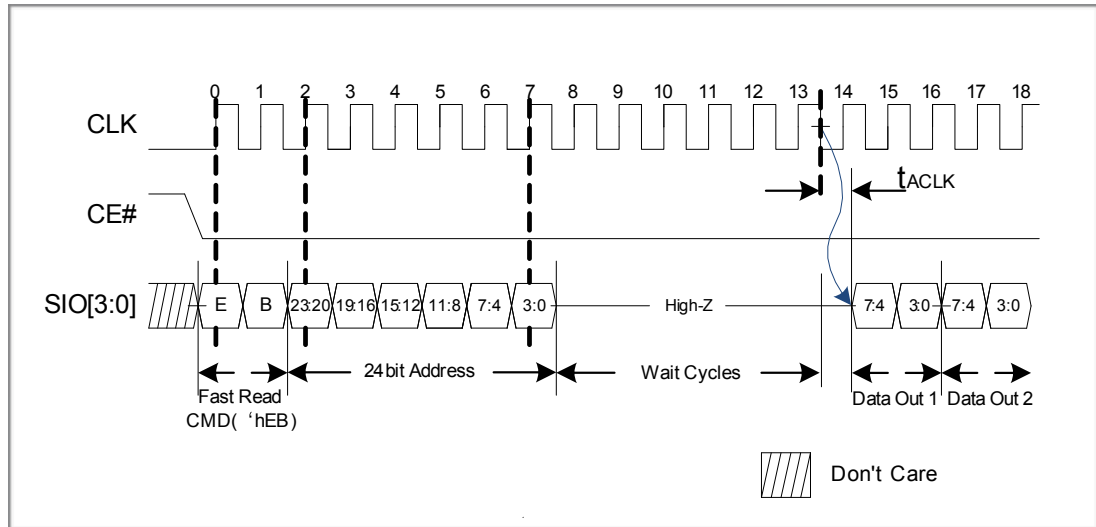 0 1 2 3 4 5 6 7 8 9 10 11 12 13 14 15 16 17 18
CLK
tACLK
CE#
SIO[3:0] E B 23:20 19:16 15:12 11:8 7:4 3:0 High-Z 7:4 3:0 7:4 3:0
24bit Address Wait Cycles
Fast Read Data Out 1 Data Out 2
CMD( ‘hEB)
Don't Care